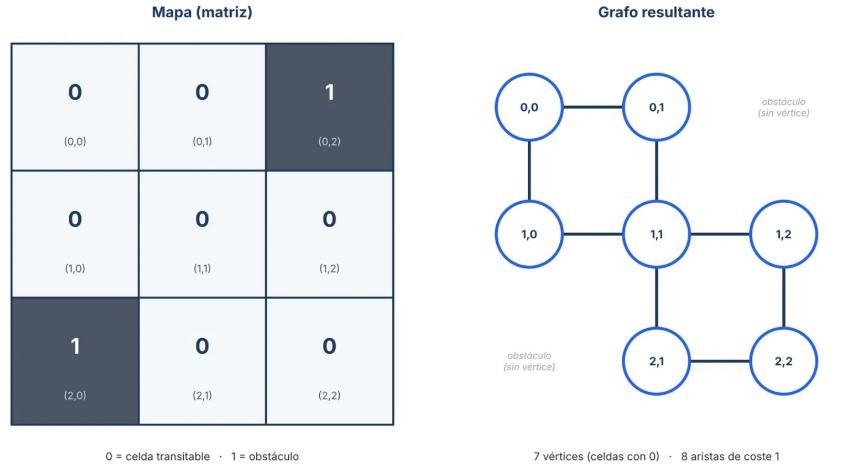 Mapa (matriz)
0 0 1
(0,0) (0,1) (0,2)
0 0 0
(1,0) (1,1) (1,2)
1 0 0
(2,0) (2,1) (2,2)
0 = celda transitable · 1 = obstáculo
Grafo resultante
0,0 0,1
obstáculo
(sin vértice)
1,0 1,1 1,2
obstáculo
(sin vértice)
2,1 2,2
7 vértices (celdas con 0) · 8 aristas de coste 1